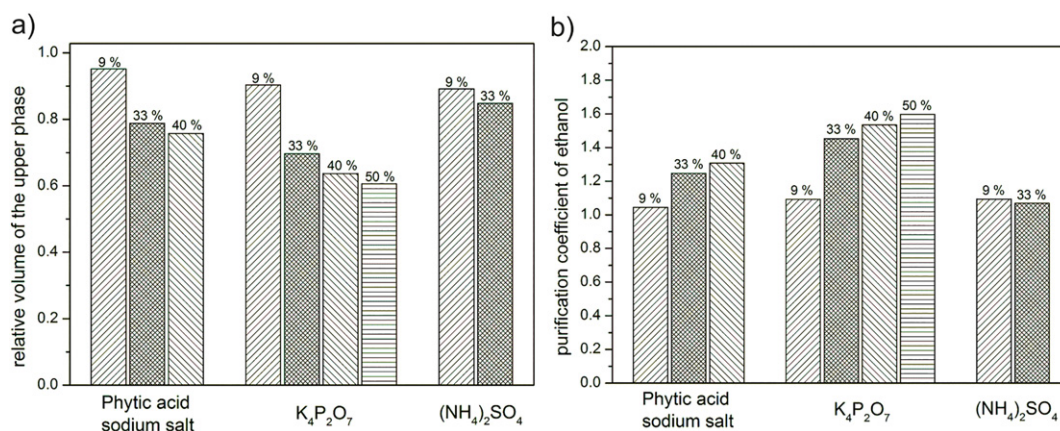 a)
relative volume of the upper phase
1.0
0.8
0.6
0.4
0.2
0.0
9 %
33 %
40 %
9 %
33 %
40 %
50 %
9 %
33 %
Phytic acid
sodium salt
K₄P₂O₇
(NH₄)₂SO₄
b)
purification coefficient of ethanol
2.0
1.8
1.6
1.4
1.2
1.0
0.8
0.6
0.4
0.2
0.0
9 %
33 %
40 %
9 %
33 %
40 %
50 %
9 %
33 %
Phytic acid
sodium salt
K₄P₂O₇
(NH₄)₂SO₄